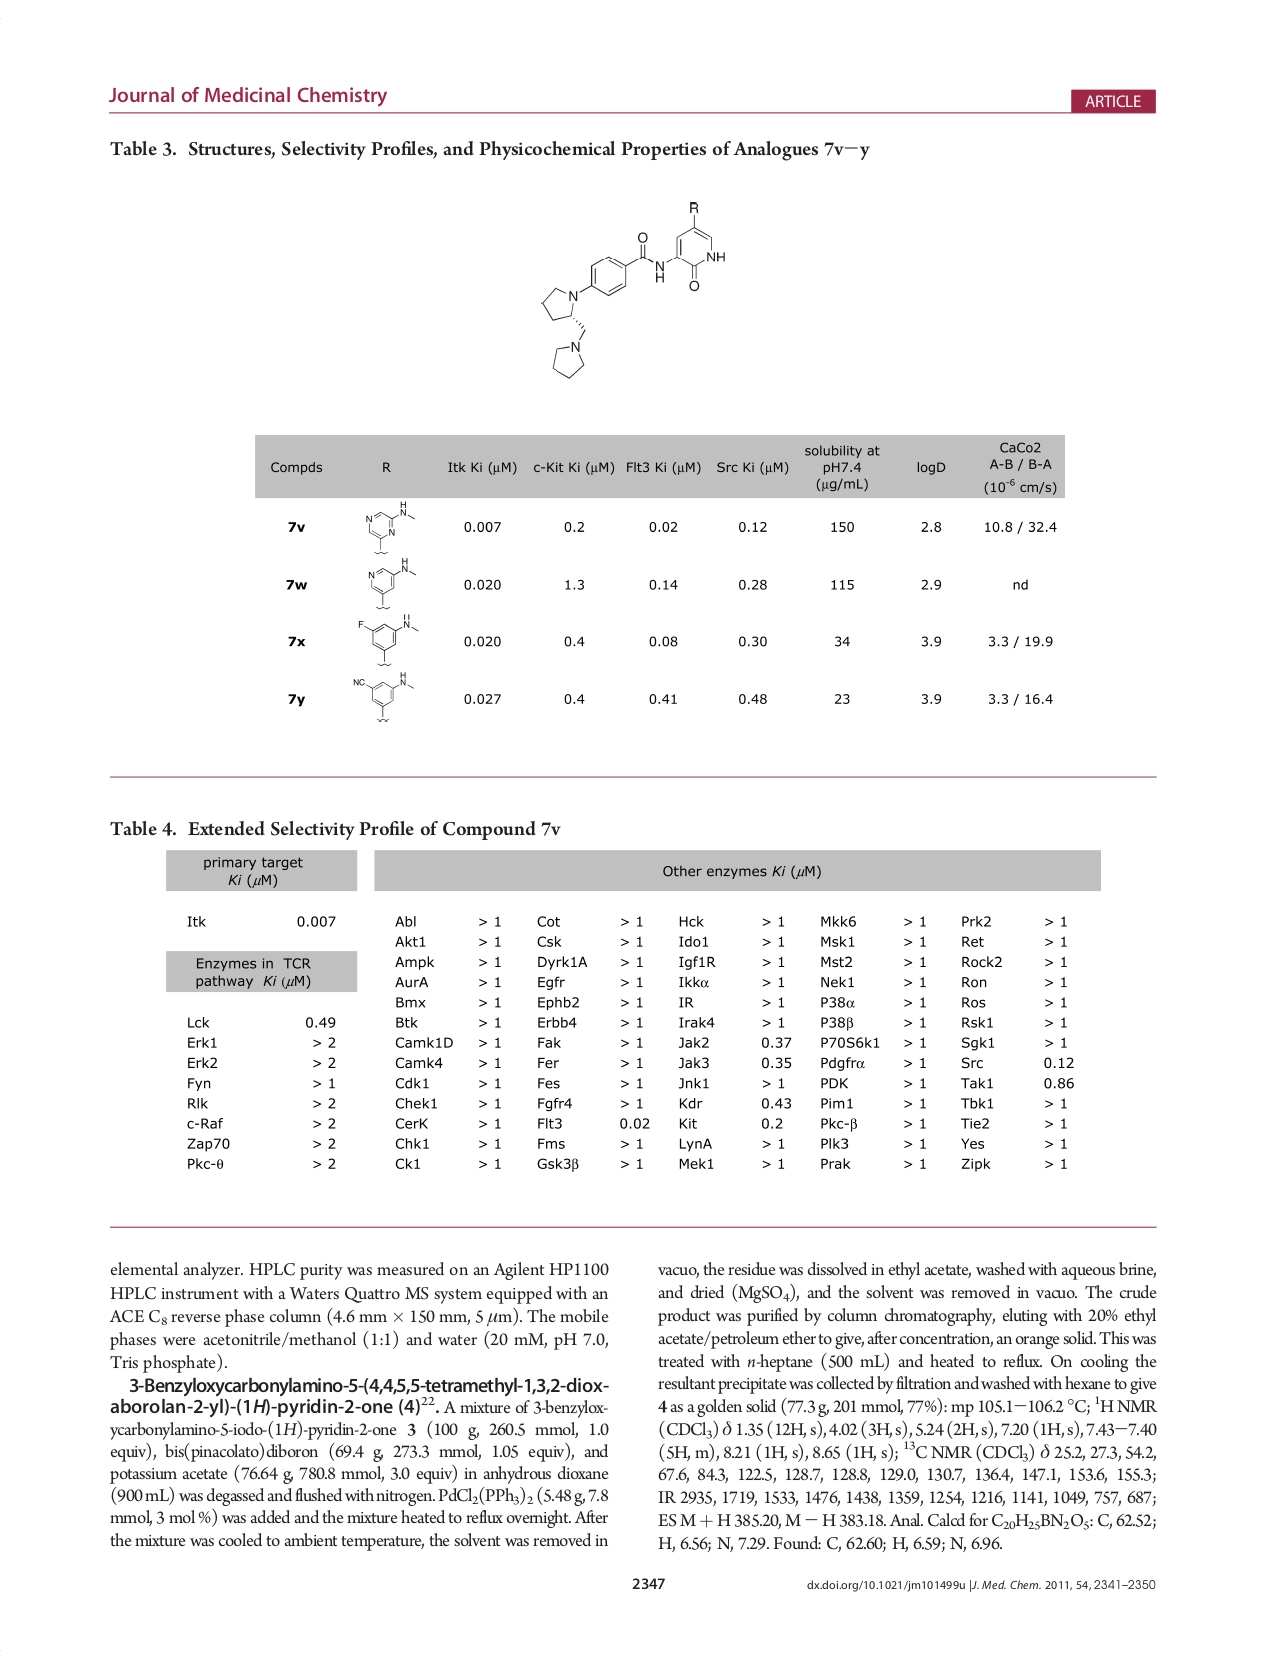 Journal of Medicinal Chemistry
ARTICLE
Table 3. Structures, Selectivity Profiles, and Physicochemical Properties of Analogues 7v−y
R
O
N
H
NH
O
N
N
Compds R Itk Ki (μM) c-Kit Ki (μM) Flt3 Ki (μM) Src Ki (μM) solubility at pH7.4 (μg/mL) logD CaCo2 A-B / B-A (10⁻⁶ cm/s)
7v N N H N 0.007 0.2 0.02 0.12 150 2.8 10.8 / 32.4
7w N H N 0.020 1.3 0.14 0.28 115 2.9 nd
7x F H N 0.020 0.4 0.08 0.30 34 3.9 3.3 / 19.9
7y NC H N 0.027 0.4 0.41 0.48 23 3.9 3.3 / 16.4
Table 4. Extended Selectivity Profile of Compound 7v
primary target
Ki (μM)
Itk 0.007
Enzymes in TCR
pathway Ki (μM)
Lck 0.49
Erk1 > 2
Erk2 > 2
Fyn > 1
Rlk > 2
c-Raf > 2
Zap70 > 2
Pkc-θ > 2
Other enzymes Ki (μM)
Abl > 1 Cot > 1 Hck > 1 Mkk6 > 1 Prk2 > 1
Akt1 > 1 Csk > 1 Ido1 > 1 Msk1 > 1 Ret > 1
Ampk > 1 Dyrk1A > 1 Igf1R > 1 Mst2 > 1 Rock2 > 1
AurA > 1 Egfr > 1 Ikkα > 1 Nek1 > 1 Ron > 1
Bmx > 1 Ephb2 > 1 IR > 1 P38α > 1 Ros > 1
Btk > 1 Erbb4 > 1 Irak4 > 1 P38β > 1 Rsk1 > 1
Camk1D > 1 Fak > 1 Jak2 0.37 P70S6k1 > 1 Sgk1 > 1
Camk4 > 1 Fer > 1 Jak3 0.35 Pdgfrα > 1 Src 0.12
Cdk1 > 1 Fes > 1 Jnk1 > 1 PDK > 1 Tak1 0.86
Chek1 > 1 Fgfr4 > 1 Kdr 0.43 Pim1 > 1 Tbk1 > 1
CerK > 1 Flt3 0.02 Kit 0.2 Pkc-β > 1 Tie2 > 1
Chk1 > 1 Fms > 1 LynA > 1 Plk3 > 1 Yes > 1
Ck1 > 1 Gsk3β > 1 Mek1 > 1 Prak > 1 Zipk > 1
elemental analyzer. HPLC purity was measured on an Agilent HP1100
HPLC instrument with a Waters Quattro MS system equipped with an
ACE C₈ reverse phase column (4.6 mm × 150 mm, 5 μm). The mobile
phases were acetonitrile/methanol (1:1) and water (20 mM, pH 7.0,
Tris phosphate).
3-Benzyloxycarbonylamino-5-(4,4,5,5-tetramethyl-1,3,2-diox-
aborolan-2-yl)-(1H)-pyridin-2-one (4)²². A mixture of 3-benzylox-
ycarbonylamino-5-iodo-(1H)-pyridin-2-one 3 (100 g, 260.5 mmol, 1.0
equiv), bis(pinacolato)diboron (69.4 g, 273.3 mmol, 1.05 equiv), and
potassium acetate (76.64 g, 780.8 mmol, 3.0 equiv) in anhydrous dioxane
(900 mL) was degassed and flushed with nitrogen. PdCl₂(PPh₃)₂ (5.48 g, 7.8
mmol, 3 mol %) was added and the mixture heated to reflux overnight. After
the mixture was cooled to ambient temperature, the solvent was removed in
vacuo, the residue was dissolved in ethyl acetate, washed with aqueous brine,
and dried (MgSO₄), and the solvent was removed in vacuo. The crude
product was purified by column chromatography, eluting with 20% ethyl
acetate/petroleum ether to give, after concentration, an orange solid. This was
treated with n-heptane (500 mL) and heated to reflux. On cooling the
resultant precipitate was collected by filtration and washed with hexane to give
4 as a golden solid (77.3 g, 201 mmol, 77%): mp 105.1−106.2 °C; ¹H NMR
(CDCl₃) δ 1.35 (12H, s), 4.02 (3H, s), 5.24 (2H, s), 7.20 (1H, s), 7.43−7.40
(5H, m), 8.21 (1H, s), 8.65 (1H, s); ¹³C NMR (CDCl₃) δ 25.2, 27.3, 54.2,
67.6, 84.3, 122.5, 128.7, 128.8, 129.0, 130.7, 136.4, 147.1, 153.6, 155.3;
IR 2935, 1719, 1533, 1476, 1438, 1359, 1254, 1216, 1141, 1049, 757, 687;
ES M + H 385.20, M − H 383.18. Anal. Calcd for C₂₀H₂₅BN₂O₅: C, 62.52;
H, 6.56; N, 7.29. Found: C, 62.60; H, 6.59; N, 6.96.
2347
dx.doi.org/10.1021/jm101499u |J. Med. Chem. 2011, 54, 2341–2350